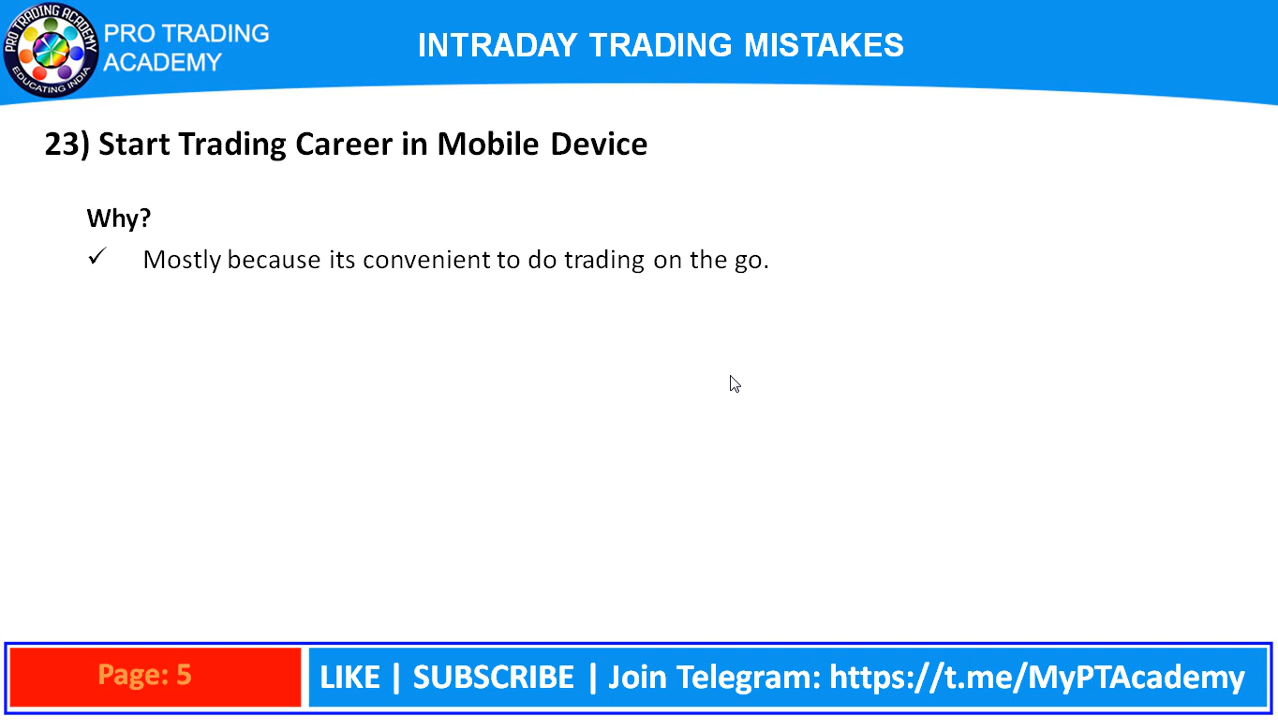 PRO TRADING ACADEMY
EDUCATING INDIA
PRO TRADING
ACADEMY
INTRADAY TRADING MISTAKES
23) Start Trading Career in Mobile Device
Why?
✓ Mostly because its convenient to do trading on the go.
Page: 5
LIKE | SUBSCRIBE | Join Telegram: https://t.me/MyPTAcademy